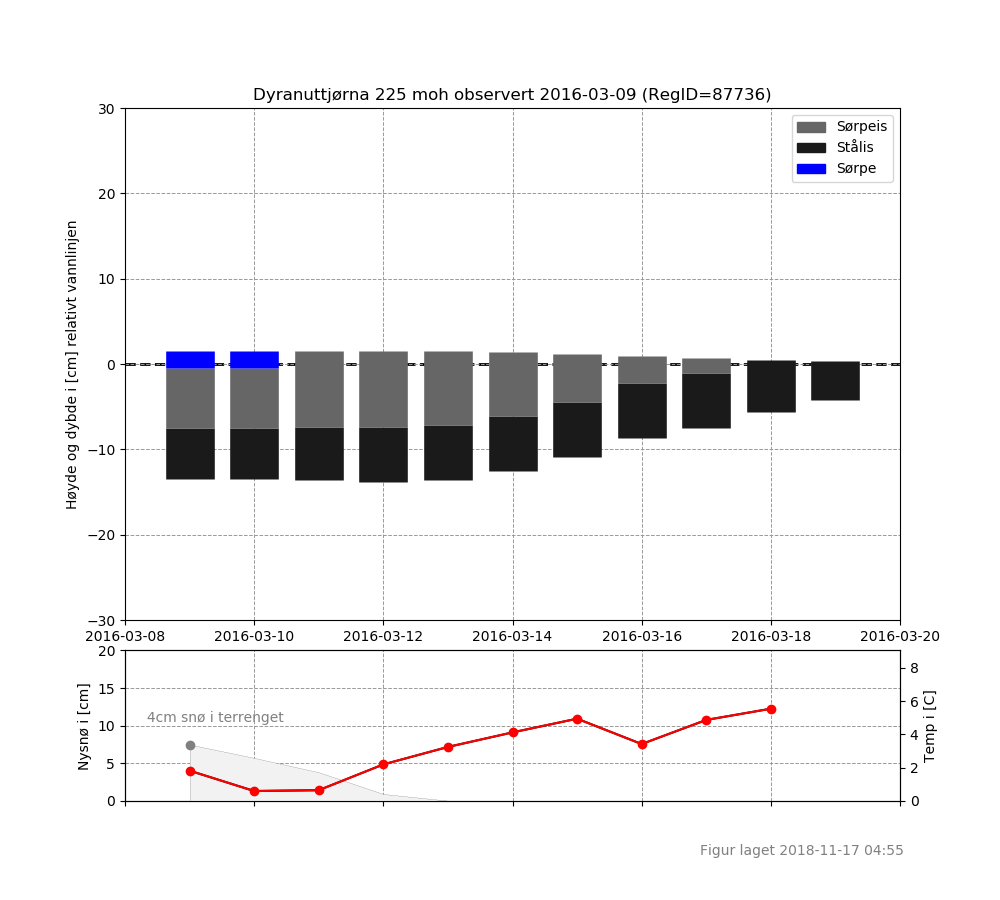 Dyranuttjørna 225 moh observert 2016-03-09 (RegID=87736)
Sørpeis
Stålis
Sørpe
Høyde og dybde i [cm] relativt vannlinjen
30
20
10
0
−10
−20
−30
2016-03-08 2016-03-10 2016-03-12 2016-03-14 2016-03-16 2016-03-18 2016-03-20
Nysnø i [cm]
20
15
10
5
0
4cm snø i terrenget
8
6
4
2
0
Temp i [C]
Figur laget 2018-11-17 04:55